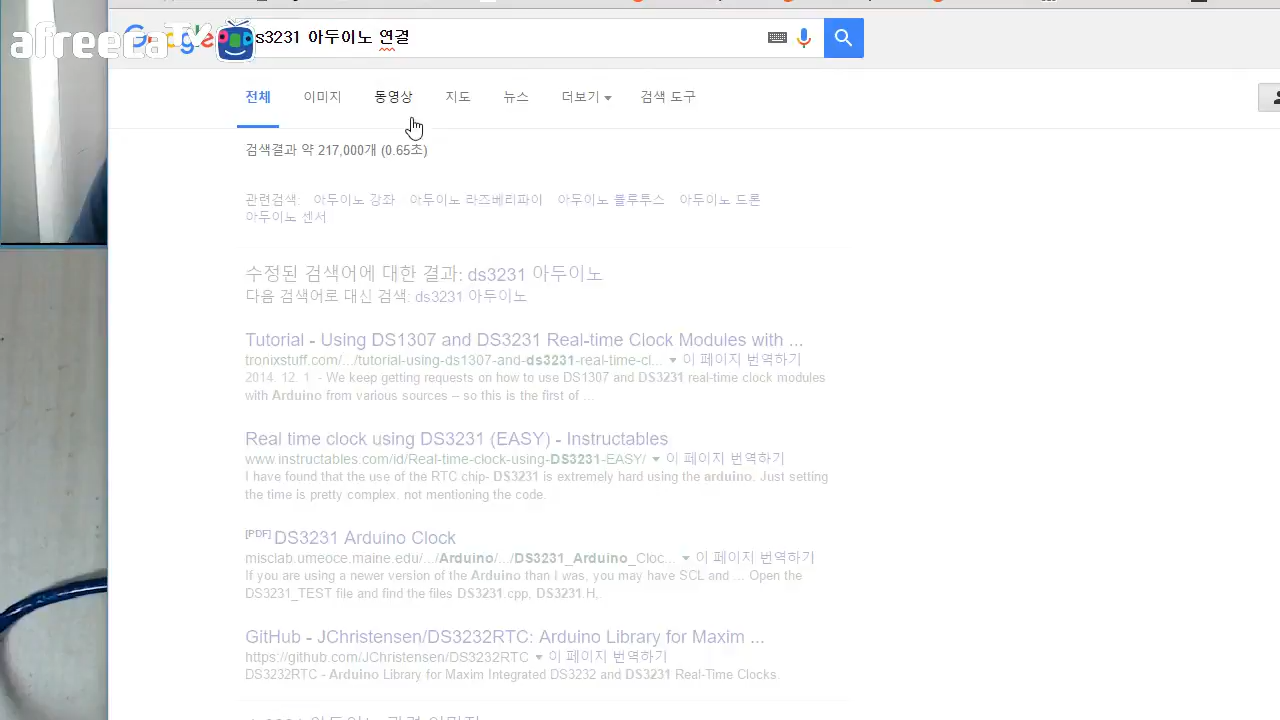 afreecaTV
s3231 아두이노 연결
전체 이미지 동영상 지도 뉴스 더보기 검색 도구
검색결과 약 217,000개 (0.65초)
관련검색: 아두이노 강좌 아두이노 라즈베리파이 아두이노 블루투스 아두이노 드론
아두이노 센서
수정된 검색어에 대한 결과: ds3231 아두이노
다음 검색어로 대신 검색: ds3231 아두이노
Tutorial - Using DS1307 and DS3231 Real-time Clock Modules with ...
tronixstuff.com/.../tutorial-using-ds1307-and-ds3231-real-time-cl... 이 페이지 번역하기
2014. 12. 1. - We keep getting requests on how to use DS1307 and DS3231 real-time clock modules
with Arduino from various sources – so this is the first of ...
Real time clock using DS3231 (EASY) - Instructables
www.instructables.com/id/Real-time-clock-using-DS3231-EASY/ 이 페이지 번역하기
I have found that the use of the RTC chip- DS3231 is extremely hard using the arduino. Just setting
the time is pretty complex. not mentioning the code.
[PDF] DS3231 Arduino Clock
misclab.umeoce.maine.edu/.../Arduino/.../DS3231_Arduino_Cloc... 이 페이지 번역하기
If you are using a newer version of the Arduino than I was, you may have SCL and ... Open the
DS3231_TEST file and find the files DS3231.cpp, DS3231.H,.
GitHub - JChristensen/DS3232RTC: Arduino Library for Maxim ...
https://github.com/JChristensen/DS3232RTC 이 페이지 번역하기
DS3232RTC - Arduino Library for Maxim Integrated DS3232 and DS3231 Real-Time Clocks.